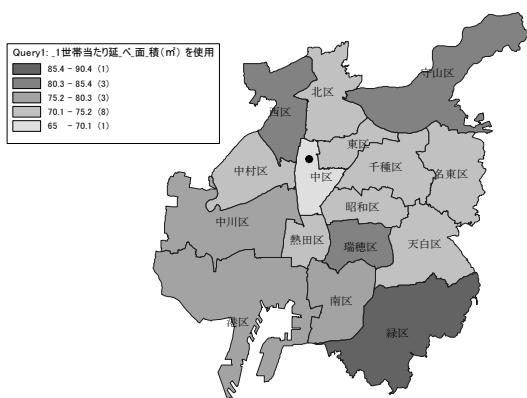 Query1:_1世帯当り延_べ_面_積(㎡)を使用
85.4 - 90.4 (1)
80.3 - 85.4 (3)
75.2 - 80.3 (3)
70.1 - 75.2 (8)
65 - 70.1 (1)
守山区
北区
西区
東区
中村区
中区
千種区
名東区
昭和区
中川区
熱田区
瑞穂区
天白区
南区
港区
緑区